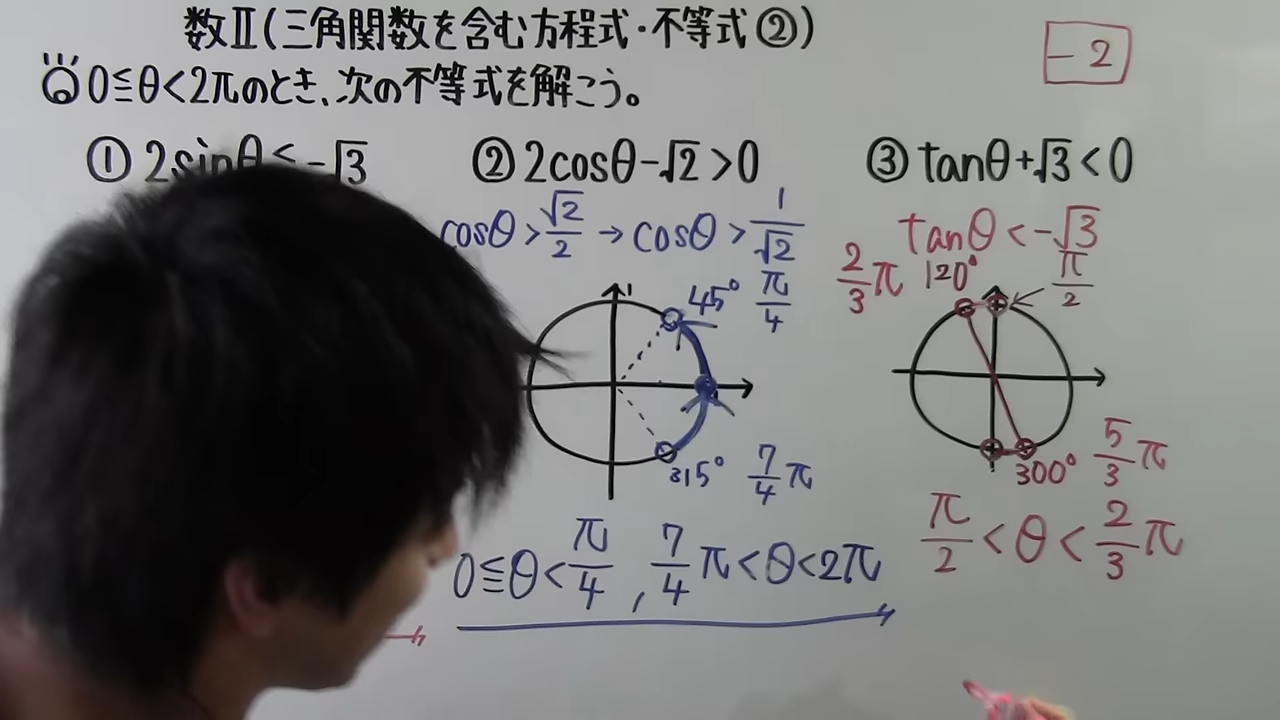 数Ⅱ(三角関数を含む方程式・不等式②)
-2
0≦θ<2πのとき、次の不等式を解こう。
① 2sinθ≦-√3
② 2cosθ-√2>0
cosθ>√2/2→cosθ>1/√2
45° π/4
315° 7/4π
0≦θ<π/4,7/4π<θ<2π
③ tanθ+√3<0
tanθ<-√3
2/3π 120° π/2
300° 5/3π
π/2<θ<2/3π